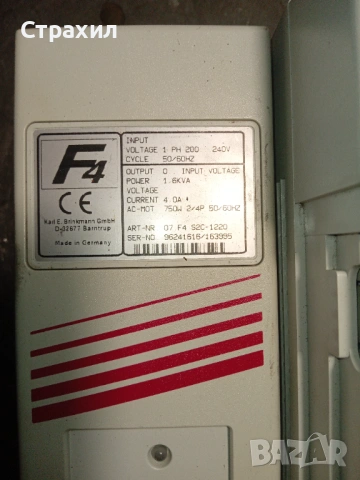 Страхил
F4
CE
Karl E. Brinkmann GmbH
D-32677 Barntrup
Made in Germany
INPUT
VOLTAGE 1 PH 200 240V
CYCLE 50/60HZ
OUTPUT 0 INPUT VOLTAGE
POWER 1.6KVA
VOLTAGE
CURRENT 4.0A
AC-MOT. 750W 2/4P 50/60HZ
ART-NR. 07 F4 S2C-1220
SER-NO. 96241616/163995
BAZAR